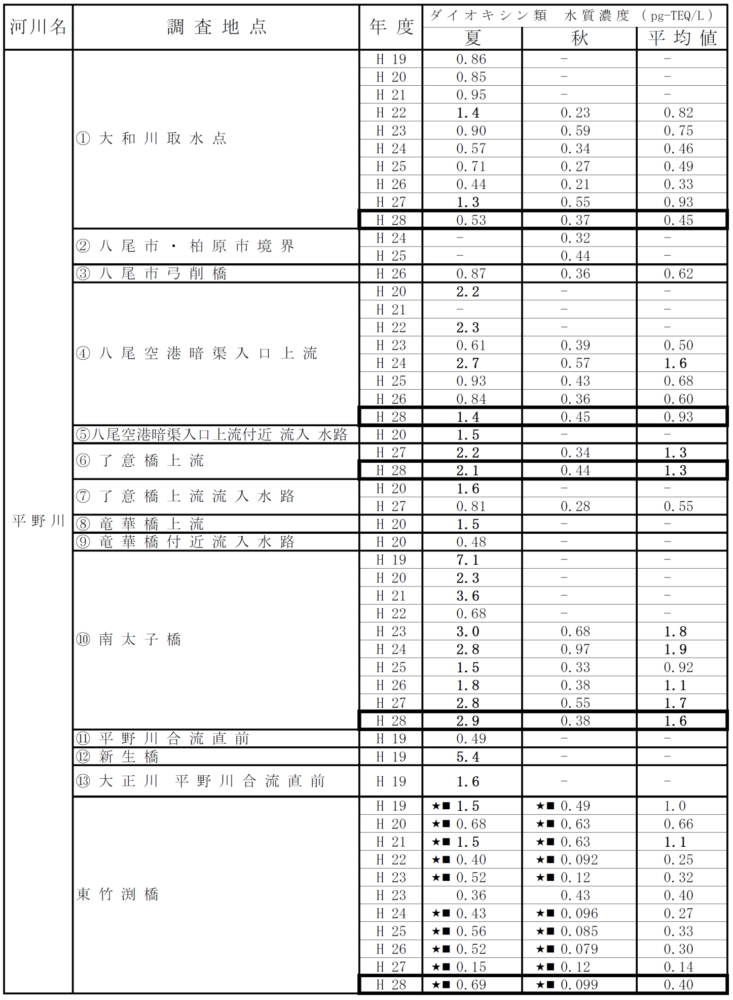 河川名 調査地点 年度 ダイオキシン類 水質濃度(pg-TEQ/L)
夏 秋 平均値
平野川
① 大和川取水点
H 19 0.86 - -
H 20 0.85 - -
H 21 0.95 - -
H 22 1.4 0.23 0.82
H 23 0.90 0.59 0.75
H 24 0.57 0.34 0.46
H 25 0.71 0.27 0.49
H 26 0.44 0.21 0.33
H 27 1.3 0.55 0.93
H 28 0.53 0.37 0.45
② 八尾市・柏原市境界
H 24 - 0.32 -
H 25 - 0.44 -
③ 八尾市弓削橋 H 26 0.87 0.36 0.62
④ 八尾空港暗渠入口上流
H 20 2.2 - -
H 21 - - -
H 22 2.3 - -
H 23 0.61 0.39 0.50
H 24 2.7 0.57 1.6
H 25 0.93 0.43 0.68
H 26 0.84 0.36 0.60
H 28 1.4 0.45 0.93
⑤八尾空港暗渠入口上流付近 流入 水路 H 20 1.5 - -
⑥ 了意橋上流
H 27 2.2 0.34 1.3
H 28 2.1 0.44 1.3
⑦ 了意橋上流流入水路
H 20 1.6 - -
H 27 0.81 0.28 0.55
⑧ 竜華橋上流 H 20 1.5 - -
⑨ 竜華橋付近流入水路 H 20 0.48 - -
⑩ 南太子橋
H 19 7.1 - -
H 20 2.3 - -
H 21 3.6 - -
H 22 0.68 - -
H 23 3.0 0.68 1.8
H 24 2.8 0.97 1.9
H 25 1.5 0.33 0.92
H 26 1.8 0.38 1.1
H 27 2.8 0.55 1.7
H 28 2.9 0.38 1.6
⑪ 平野川合流直前 H 19 0.49 - -
⑫ 新生橋 H 19 5.4 - -
⑬ 大正川 平野川合流直前 H 19 1.6 - -
東竹渕橋
H 19 ★■ 1.5 ★■ 0.49 1.0
H 20 ★■ 0.68 ★■ 0.63 0.66
H 21 ★■ 1.5 ★■ 0.63 1.1
H 22 ★■ 0.40 ★■ 0.092 0.25
H 23 ★■ 0.52 ★■ 0.12 0.32
H 23 0.36 0.43 0.40
H 24 ★■ 0.43 ★■ 0.096 0.27
H 25 ★■ 0.56 ★■ 0.085 0.33
H 26 ★■ 0.52 ★■ 0.079 0.30
H 27 ★■ 0.15 ★■ 0.12 0.14
H 28 ★■ 0.69 ★■ 0.099 0.40